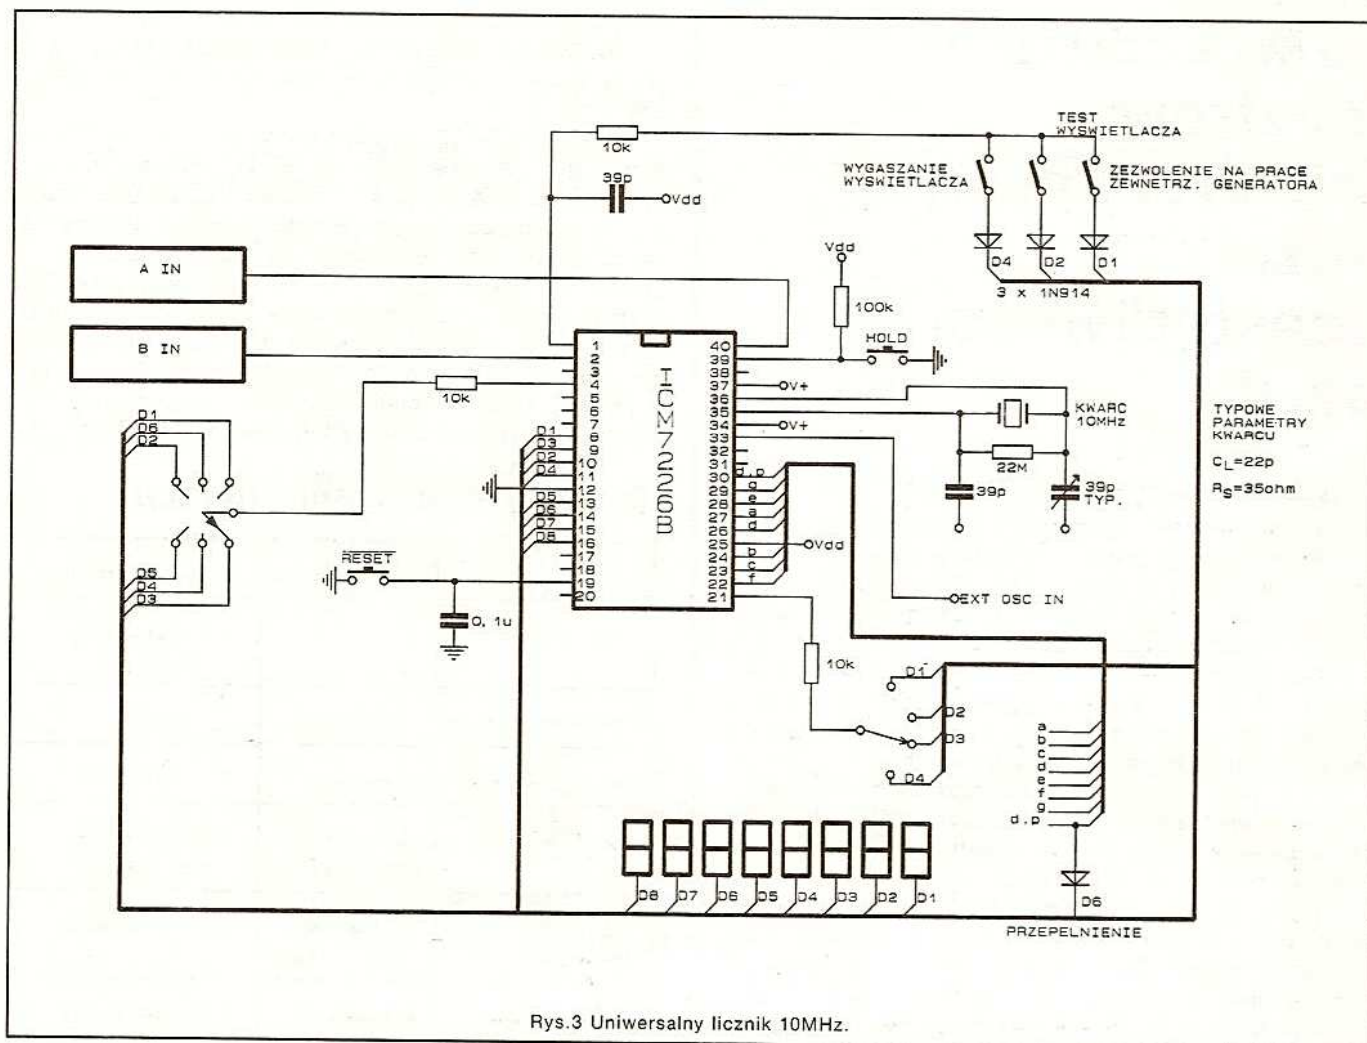 TEST
WYSWIETLACZA
10k
39p
Vdd
WYGASZANIE
WYSWIETLACZA
ZEZWOLENIE NA PRACE
ZEWNETRZ. GENERATORA
D4
D2
D1
3 x 1N914
A IN
B IN
Vdd
100k
HOLD
10k
ICM7226B
1
2
3
4
5
6
7
8
9
10
11
12
13
14
15
16
17
18
19
20
40
39
38
37
36
35
34
33
32
31
30
29
28
27
26
25
24
23
22
21
V+
V+
KWARC
10MHz
22M
39p
39p
TYP.
TYPOWE
PARAMETRY
KWARCU
CL=22p
RS=35ohm
D1
D6
D2
D5
D4
D3
D1
D3
D2
D4
D5
D6
D7
D8
d.p
g
e
a
d
Vdd
b
c
f
RESET
0,1u
EXT OSC IN
10k
D1
D2
D3
D4
a
b
c
d
e
f
g
d.p
D6
PRZEPELNIENIE
D8
D7
D6
D5
D4
D3
D2
D1
Rys.3 Uniwersalny licznik 10MHz.